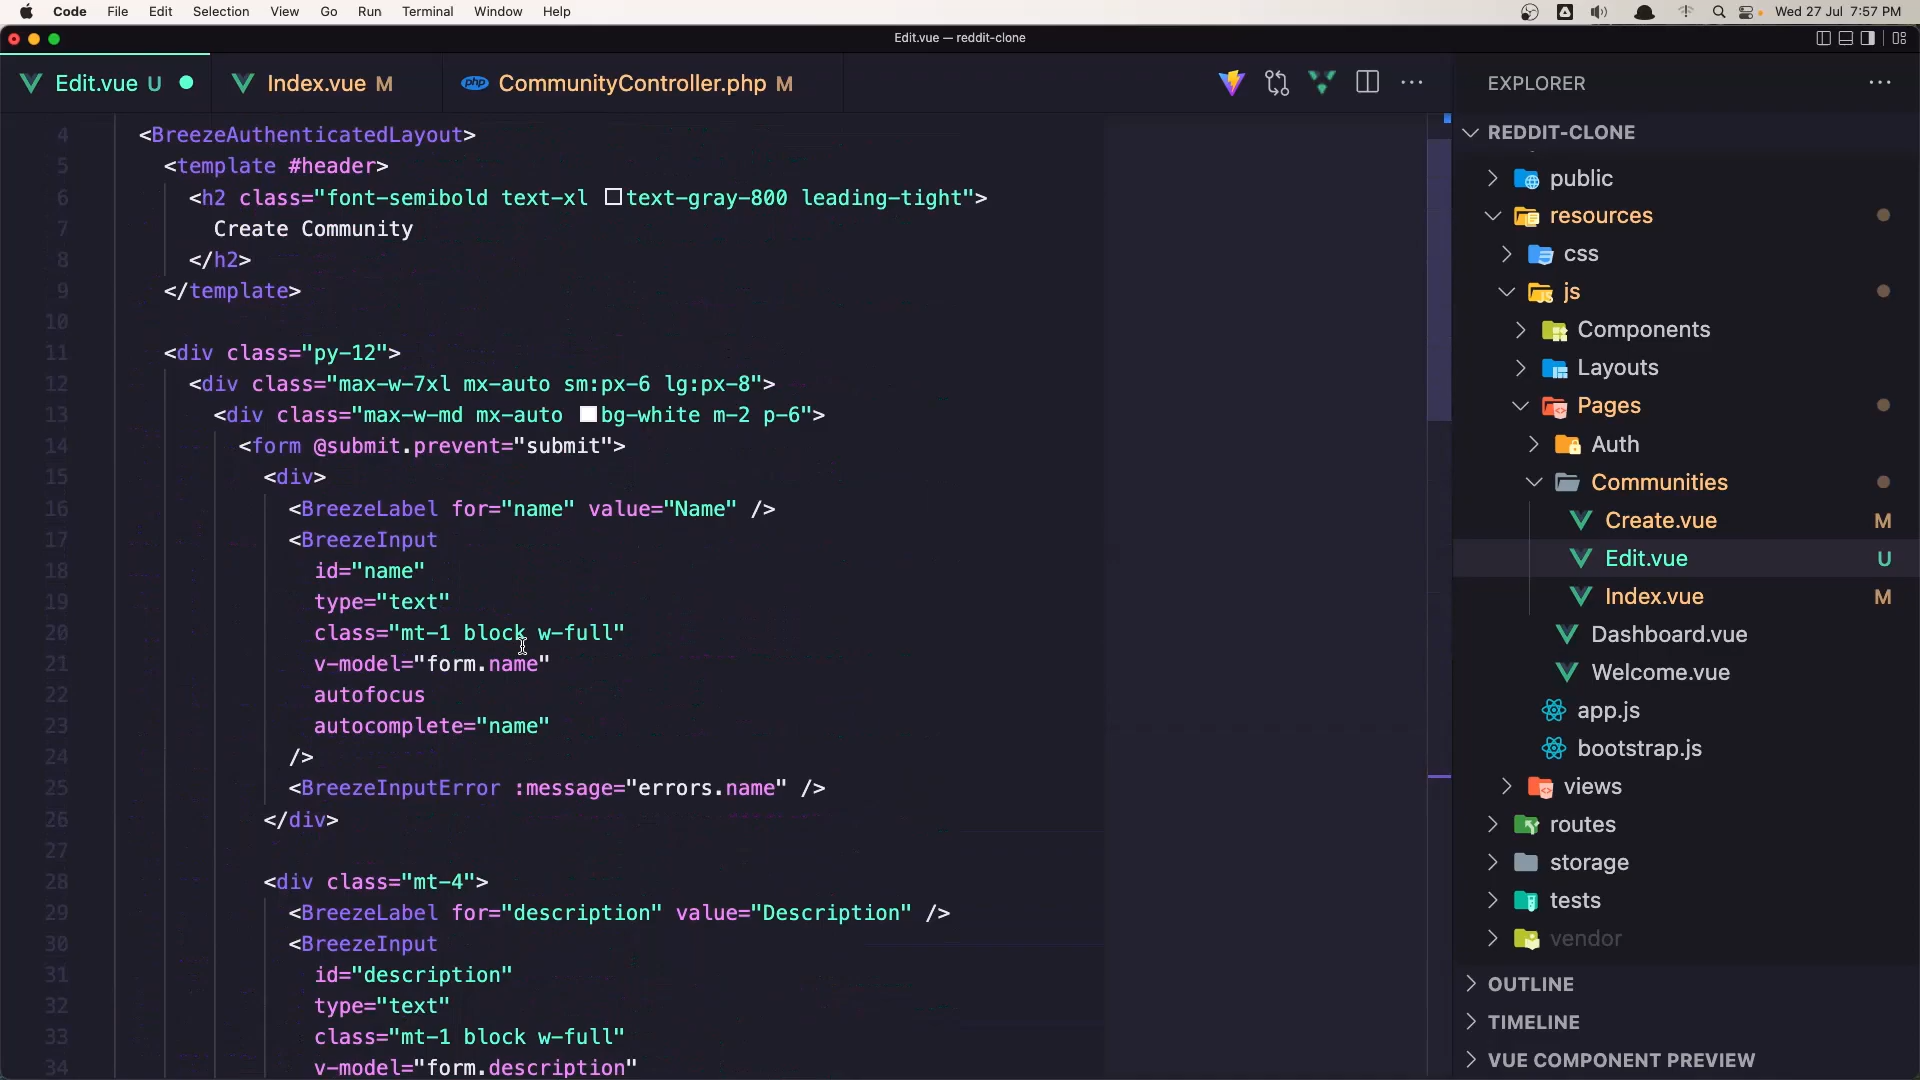 Code File Edit Selection View Go Run Terminal Window Help Wed 27 Jul 7:57 PM
Edit.vue — reddit-clone
Edit.vue U Index.vue M php CommunityController.php M EXPLORER
4 <BreezeAuthenticatedLayout>
5 <template #header>
6 <h2 class="font-semibold text-xl text-gray-800 leading-tight">
7 Create Community
8 </h2>
9 </template>
10
11 <div class="py-12">
12 <div class="max-w-7xl mx-auto sm:px-6 lg:px-8">
13 <div class="max-w-md mx-auto bg-white m-2 p-6">
14 <form @submit.prevent="submit">
15 <div>
16 <BreezeLabel for="name" value="Name" />
17 <BreezeInput
18 id="name"
19 type="text"
20 class="mt-1 block w-full"
21 v-model="form.name"
22 autofocus
23 autocomplete="name"
24 />
25 <BreezeInputError :message="errors.name" />
26 </div>
27
28 <div class="mt-4">
29 <BreezeLabel for="description" value="Description" />
30 <BreezeInput
31 id="description"
32 type="text"
33 class="mt-1 block w-full"
34 v-model="form.description"
REDDIT-CLONE
public
resources
css
js
Components
Layouts
Pages
Auth
Communities
Create.vue M
Edit.vue U
Index.vue M
Dashboard.vue
Welcome.vue
app.js
bootstrap.js
views
routes
storage
tests
vendor
OUTLINE
TIMELINE
VUE COMPONENT PREVIEW